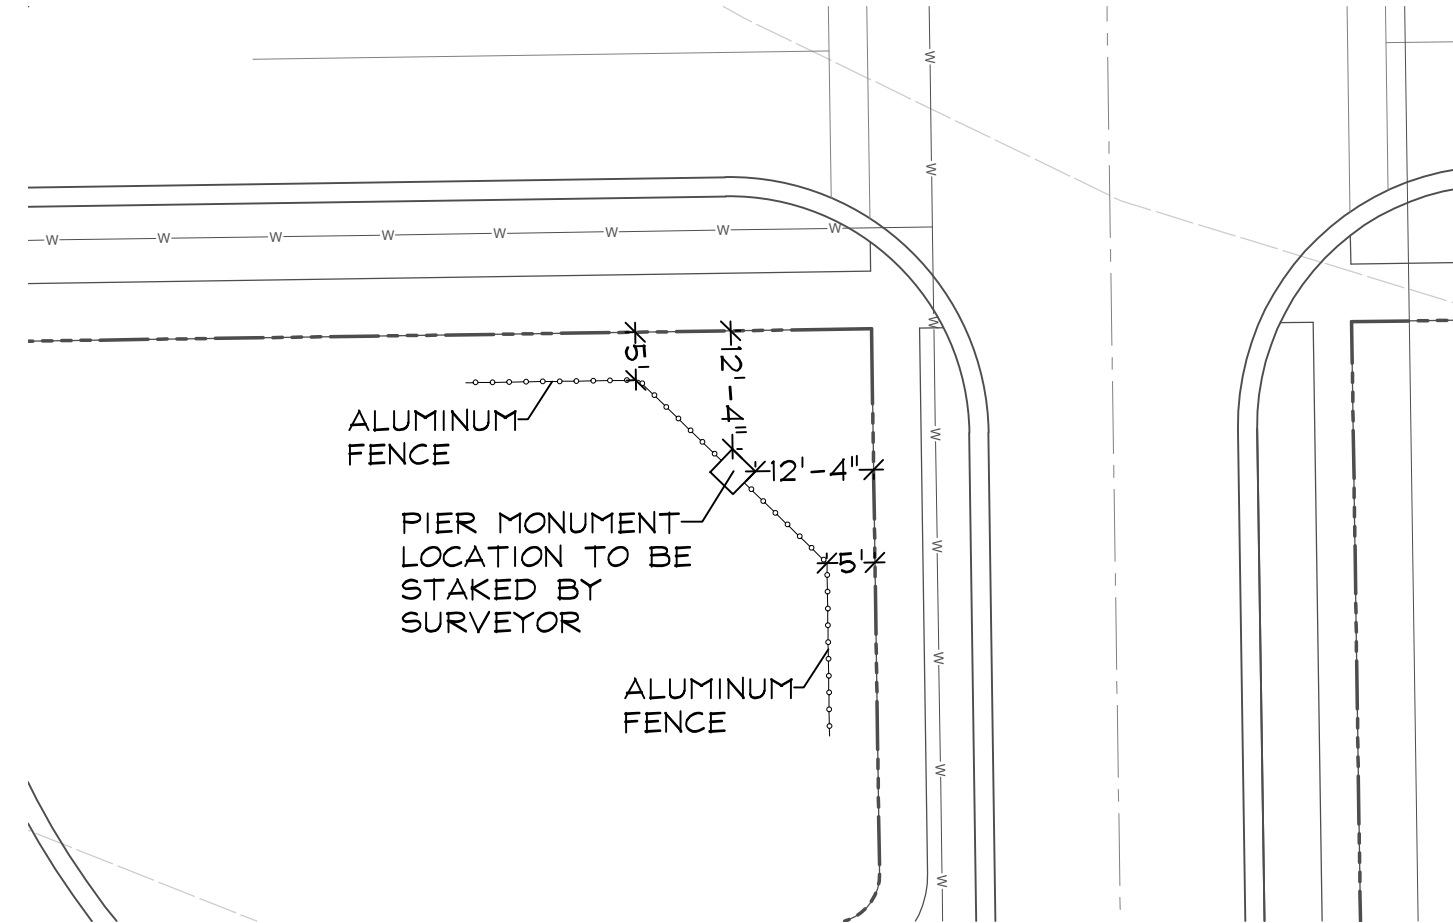 W
W
W W W W W W W W
W
5'
12'-4"
ALUMINUM
FENCE
12'-4"
W
PIER MONUMENT
LOCATION TO BE
STAKED BY
SURVEYOR
5'
W
W
ALUMINUM
FENCE
W
W